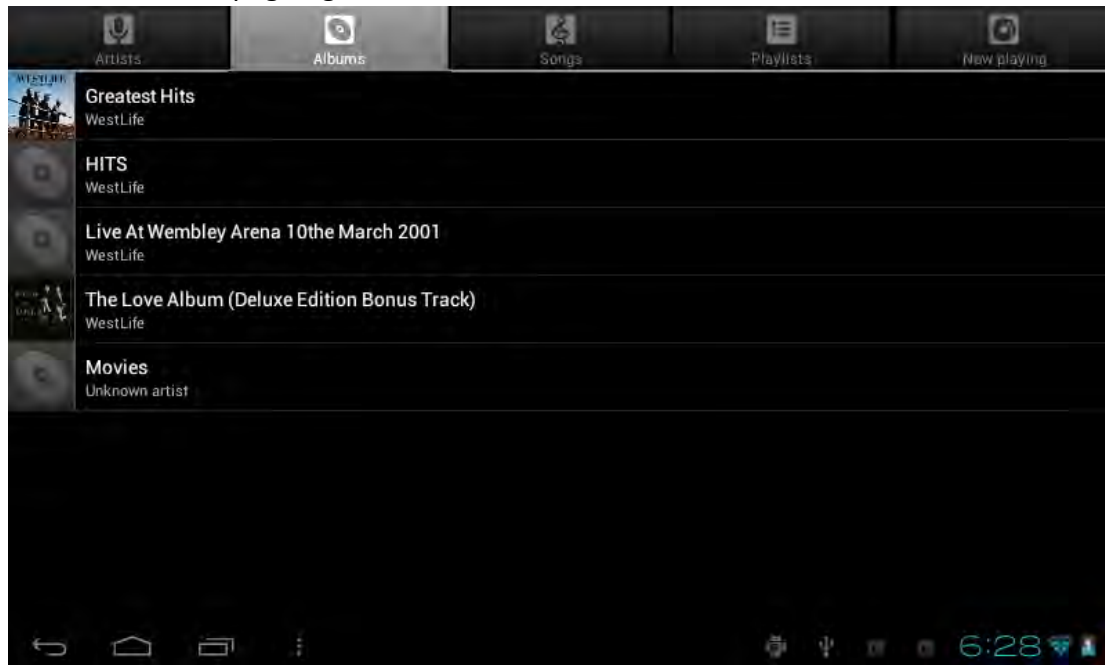 Artists
Albums
Songs
Playlists
Now playing
Greatest Hits
WestLife
HITS
WestLife
Live At Wembley Arena 10the March 2001
WestLife
The Love Album (Deluxe Edition Bonus Track)
WestLife
Movies
Unknown artist
6:28